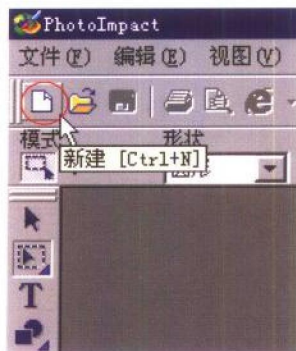 PhotoImpact
文件(F) 编辑(E) 视图(V)
模式 形状
新建 [Ctrl+N]
T